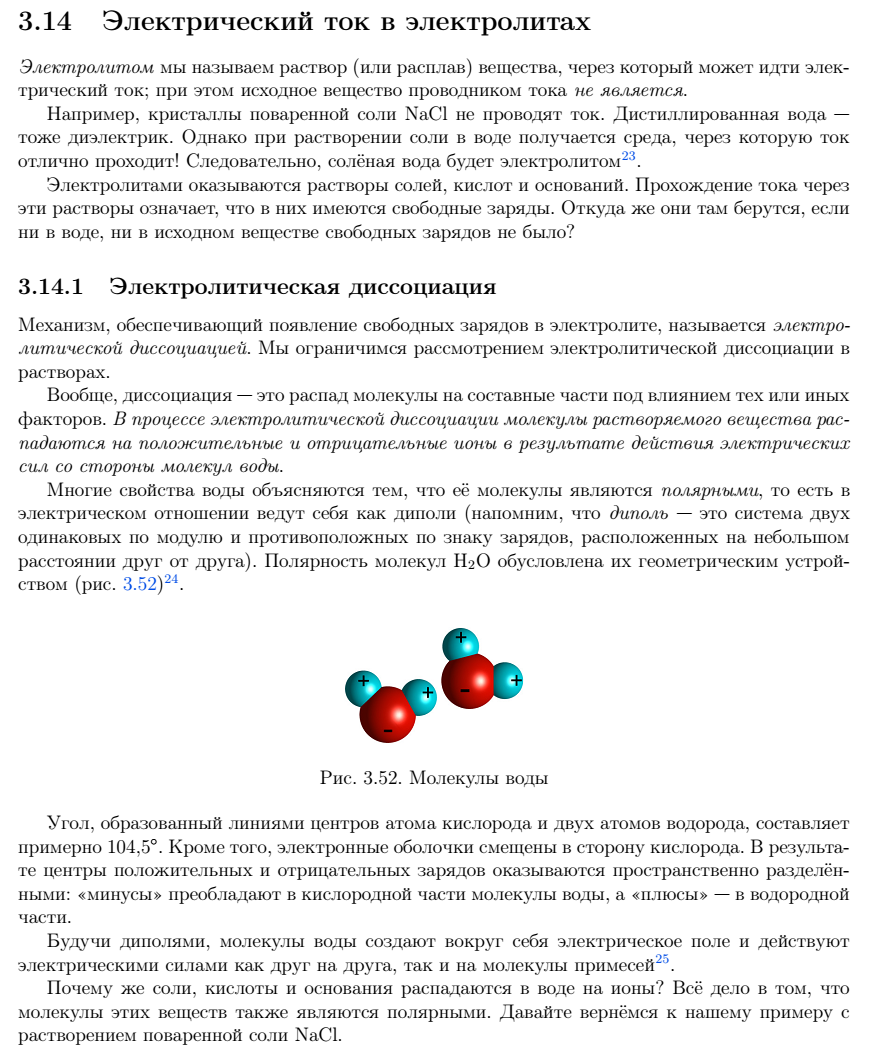 3.14 Электрический ток в электролитах
Электролитом мы называем раствор (или расплав) вещества, через который может идти элек-
трический ток; при этом исходное вещество проводником тока не является.
Например, кристаллы поваренной соли NaCl не проводят ток. Дистиллированная вода —
тоже диэлектрик. Однако при растворении соли в воде получается среда, через которую ток
отлично проходит! Следовательно, солёная вода будет электролитом²³.
Электролитами оказываются растворы солей, кислот и оснований. Прохождение тока через
эти растворы означает, что в них имеются свободные заряды. Откуда же они там берутся, если
ни в воде, ни в исходном веществе свободных зарядов не было?
3.14.1 Электролитическая диссоциация
Механизм, обеспечивающий появление свободных зарядов в электролите, называется электро-
литической диссоциацией. Мы ограничимся рассмотрением электролитической диссоциации в
растворах.
Вообще, диссоциация — это распад молекулы на составные части под влиянием тех или иных
факторов. В процессе электролитической диссоциации молекулы растворяемого вещества рас-
падаются на положительные и отрицательные ионы в результате действия электрических
сил со стороны молекул воды.
Многие свойства воды объясняются тем, что её молекулы являются полярными, то есть в
электрическом отношении ведут себя как диполи (напомним, что диполь — это система двух
одинаковых по модулю и противоположных по знаку зарядов, расположенных на небольшом
расстоянии друг от друга). Полярность молекул H₂O обусловлена их геометрическим устрой-
ством (рис. 3.52)²⁴.
+
+
-
+
+
-
Рис. 3.52. Молекулы воды
Угол, образованный линиями центров атома кислорода и двух атомов водорода, составляет
примерно 104,5°. Кроме того, электронные оболочки смещены в сторону кислорода. В результа-
те центры положительных и отрицательных зарядов оказываются пространственно разделён-
ными: «минусы» преобладают в кислородной части молекулы воды, а «плюсы» — в водородной
части.
Будучи диполями, молекулы воды создают вокруг себя электрическое поле и действуют
электрическими силами как друг на друга, так и на молекулы примесей²⁵.
Почему же соли, кислоты и основания распадаются в воде на ионы? Всё дело в том, что
молекулы этих веществ также являются полярными. Давайте вернёмся к нашему примеру с
растворением поваренной соли NaCl.